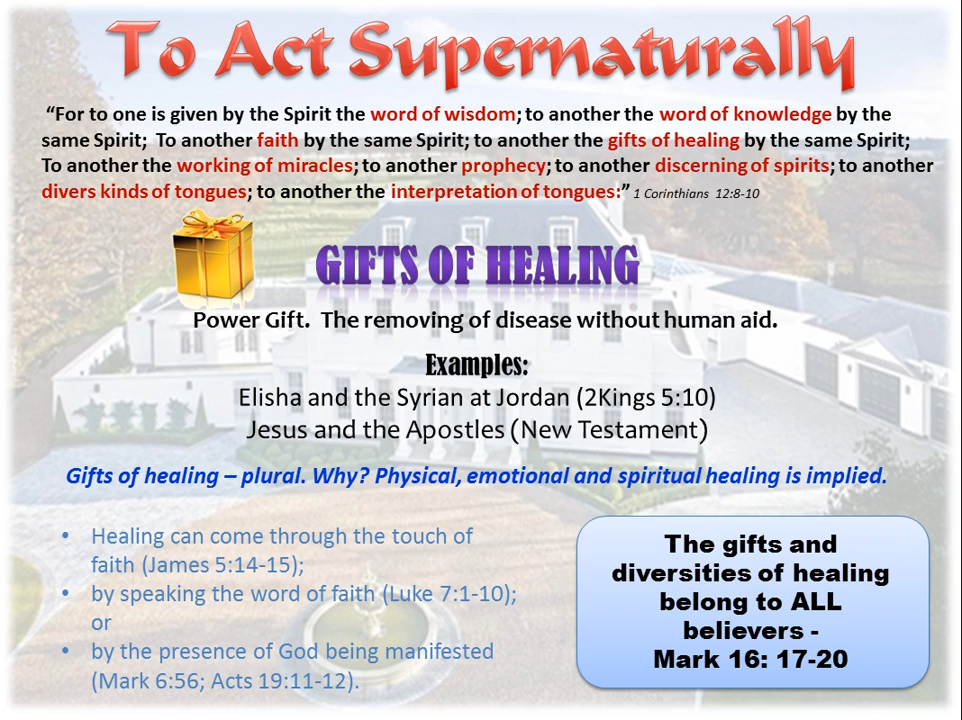 To Act Supernaturally
“For to one is given by the Spirit the word of wisdom; to another the word of knowledge by the
same Spirit;  To another faith by the same Spirit; to another the gifts of healing by the same Spirit;
To another the working of miracles; to another prophecy; to another discerning of spirits; to another
divers kinds of tongues; to another the interpretation of tongues:” 1 Corinthians  12:8-10
GIFTS OF HEALING
Power Gift.  The removing of disease without human aid.
Examples:
Elisha and the Syrian at Jordan (2Kings 5:10)
Jesus and the Apostles (New Testament)
Gifts of healing – plural. Why? Physical, emotional and spiritual healing is implied.
• Healing can come through the touch of
faith (James 5:14-15);
• by speaking the word of faith (Luke 7:1-10);
or
• by the presence of God being manifested
(Mark 6:56; Acts 19:11-12).
The gifts and
diversities of healing
belong to ALL
believers -
Mark 16: 17-20